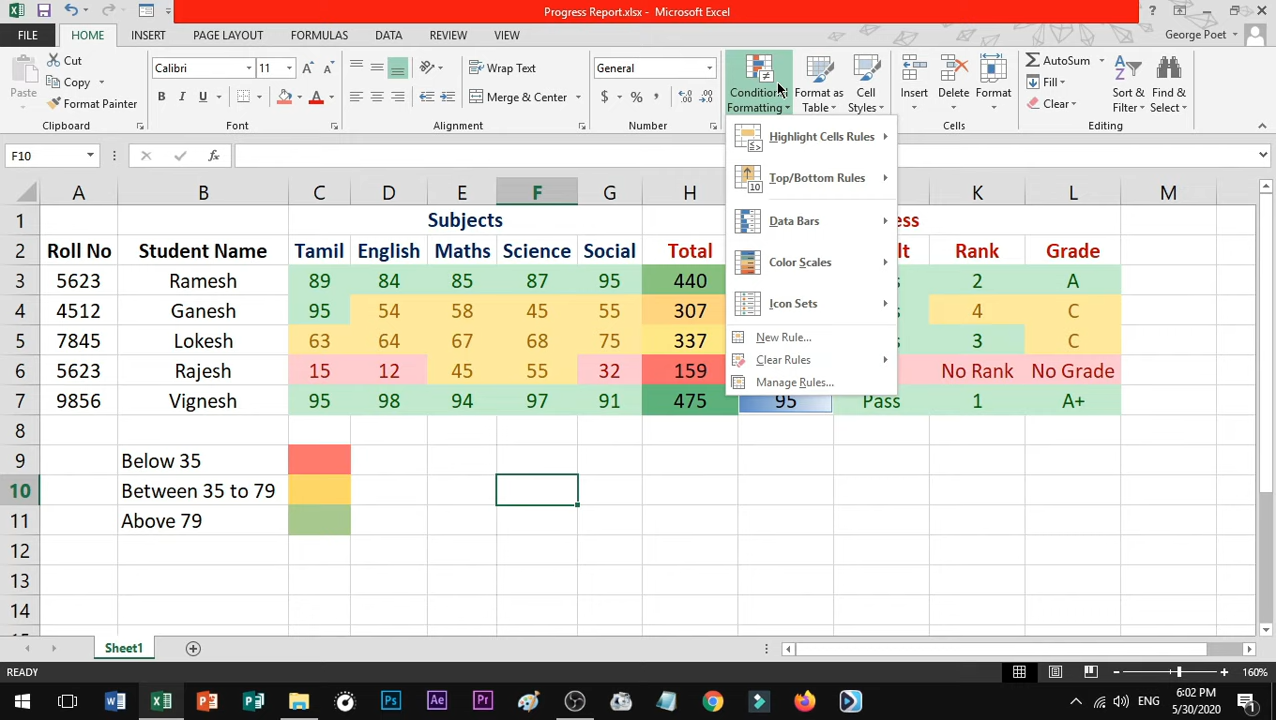 Progress Report.xlsx - Microsoft Excel
?
FILE HOME INSERT PAGE LAYOUT FORMULAS DATA REVIEW VIEW George Poet
Paste
Cut
Copy
Format Painter
Clipboard
Calibri 11
B I U
Font
Wrap Text
Merge & Center
Alignment
General
$ % ,
Number
Formatting
Format as
Table
Cell
Styles
Insert Delete Format
Cells
AutoSum
Fill
Clear
Sort &
Filter
Find &
Select
Editing
Highlight Cells Rules
Top/Bottom Rules
Data Bars
Color Scales
Icon Sets
New Rule...
Clear Rules
Manage Rules...
F10 fx
A B C D E F G H K L M
1 Subjects
2 Roll No Student Name Tamil English Maths Science Social Total Rank Grade
3 5623 Ramesh 89 84 85 87 95 440 2 A
4 4512 Ganesh 95 54 58 45 55 307 4 C
5 7845 Lokesh 63 64 67 68 75 337 3 C
6 5623 Rajesh 15 12 45 55 32 159 No Rank No Grade
7 9856 Vignesh 95 98 94 97 91 475 95 Pass 1 A+
8
9 Below 35
10 Between 35 to 79
11 Above 79
12
13
14
Sheet1
READY 160%
ENG 6:02 PM
5/30/2020